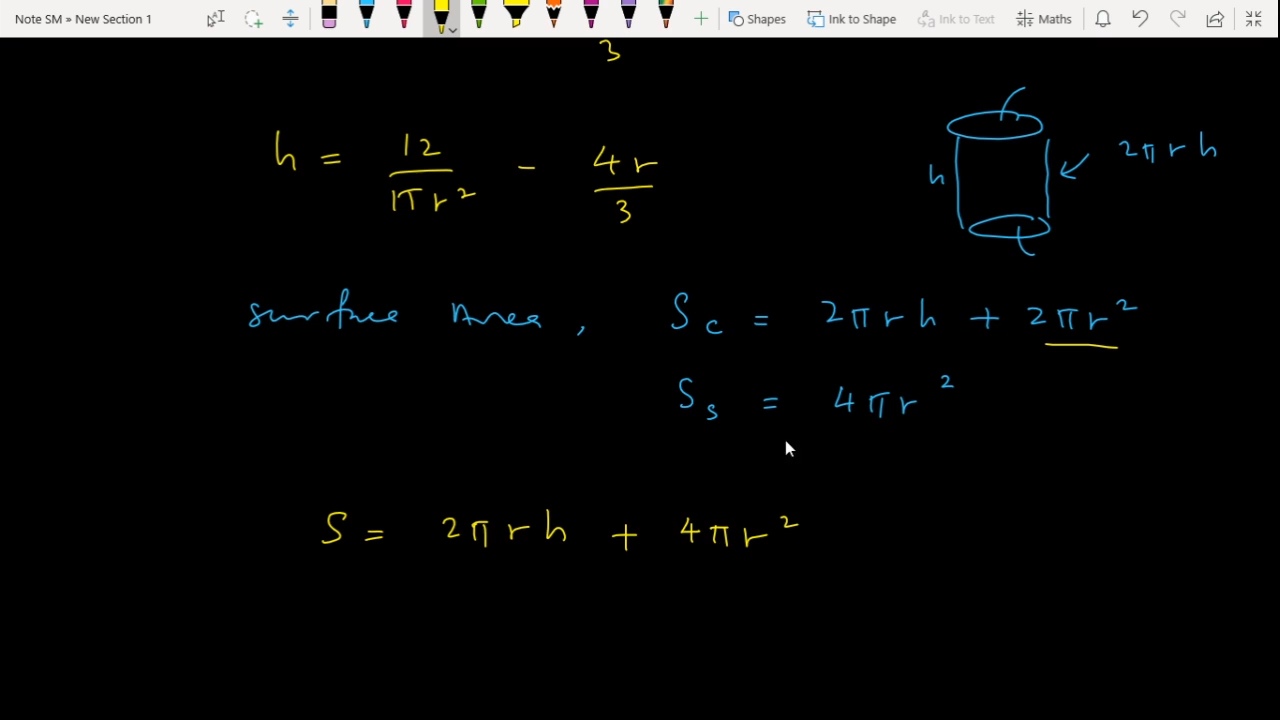 Note SM » New Section 1
Shapes
Ink to Shape
Ink to Text
Maths
3
h = 12/πr² - 4r/3
h
2πrh
Surface Area, S_c = 2πrh + 2πr²
S_s = 4πr²
S = 2πrh + 4πr²